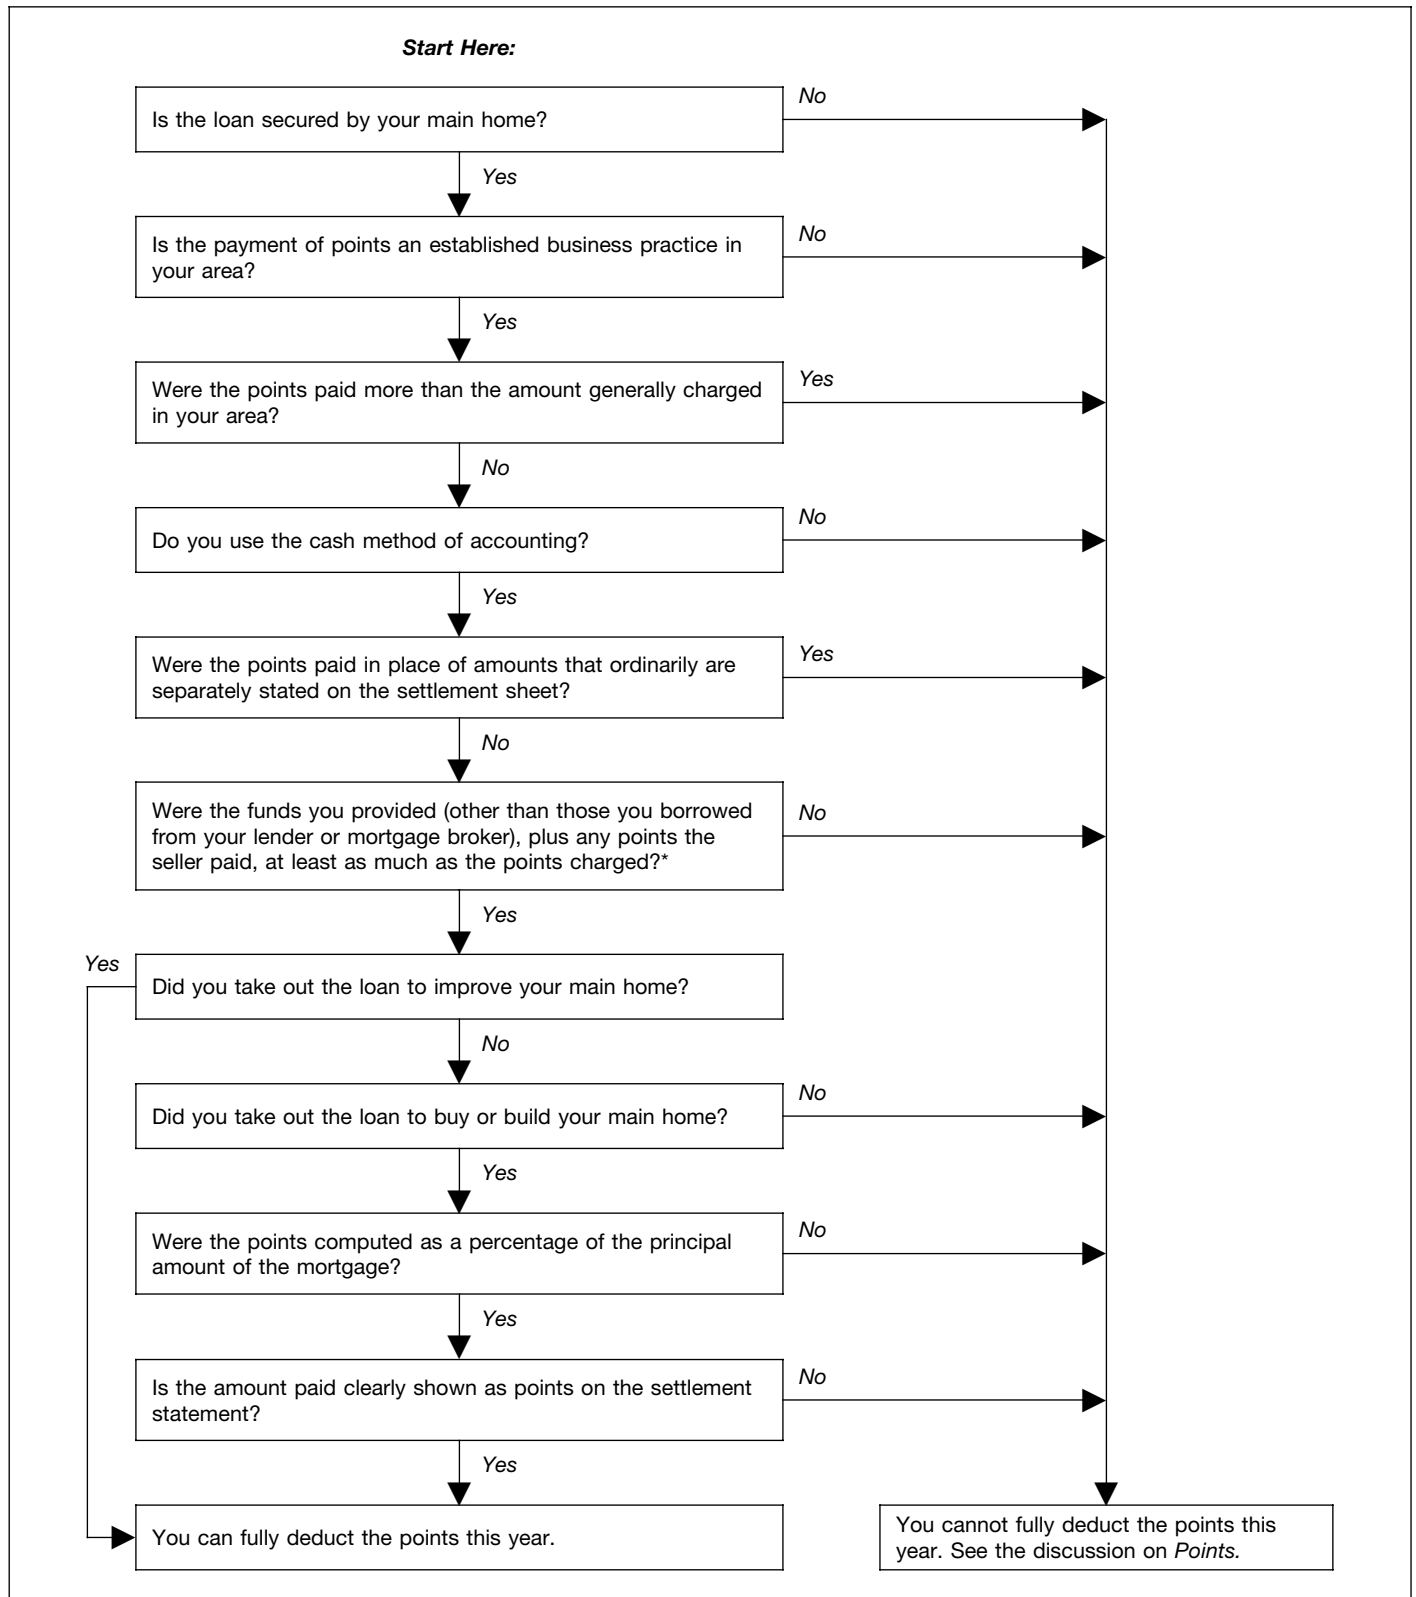 Start Here:
Is the loan secured by your main home?
No
Yes
Is the payment of points an established business practice in
your area?
No
Yes
Were the points paid more than the amount generally charged
in your area?
Yes
No
Do you use the cash method of accounting?
No
Yes
Were the points paid in place of amounts that ordinarily are
separately stated on the settlement sheet?
Yes
No
Were the funds you provided (other than those you borrowed
from your lender or mortgage broker), plus any points the
seller paid, at least as much as the points charged?*
No
Yes
Yes
Did you take out the loan to improve your main home?
No
Did you take out the loan to buy or build your main home?
No
Yes
Were the points computed as a percentage of the principal
amount of the mortgage?
No
Yes
Is the amount paid clearly shown as points on the settlement
statement?
No
Yes
You can fully deduct the points this year.
You cannot fully deduct the points this
year. See the discussion on Points.